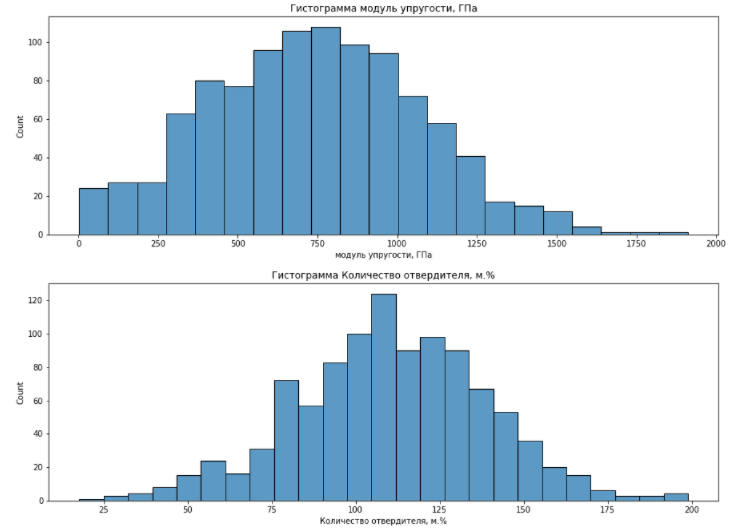 Гистограмма модуль упругости, ГПа
100
80
60
40
20
0
Count
0 250 500 750 1000 1250 1500 1750 2000
модуль упругости, ГПа
Гистограмма Количество отвердителя, м.%
120
100
80
60
40
20
0
Count
25 50 75 100 125 150 175 200
Количество отвердителя, м.%